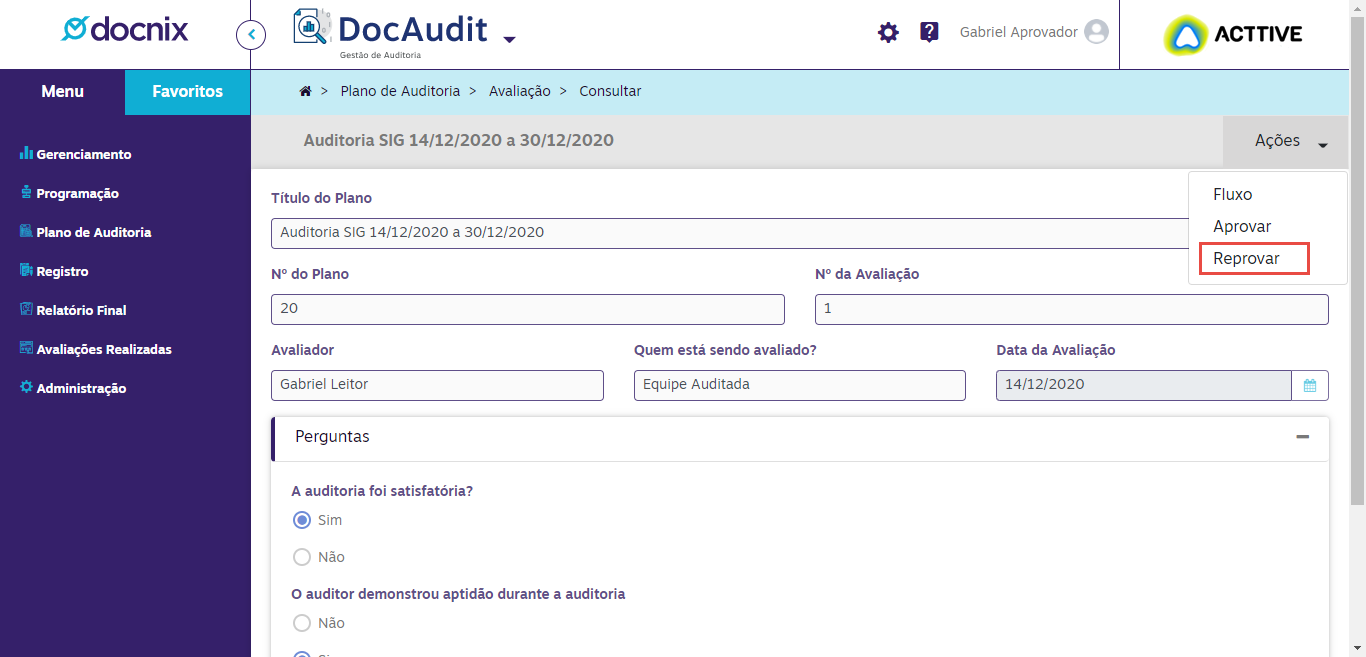 docnix
DocAudit
Gestão de Auditoria
Gabriel Aprovador
ACTTIVE
Menu
Favoritos
> Plano de Auditoria > Avaliação > Consultar
Auditoria SIG 14/12/2020 a 30/12/2020
Ações
Fluxo
Aprovar
Reprovar
Gerenciamento
Programação
Plano de Auditoria
Registro
Relatório Final
Avaliações Realizadas
Administração
Título do Plano
Auditoria SIG 14/12/2020 a 30/12/2020
Nº do Plano
Nº da Avaliação
20
1
Avaliador
Quem está sendo avaliado?
Data da Avaliação
Gabriel Leitor
Equipe Auditada
14/12/2020
Perguntas
A auditoria foi satisfatória?
Sim
Não
O auditor demonstrou aptidão durante a auditoria
Não